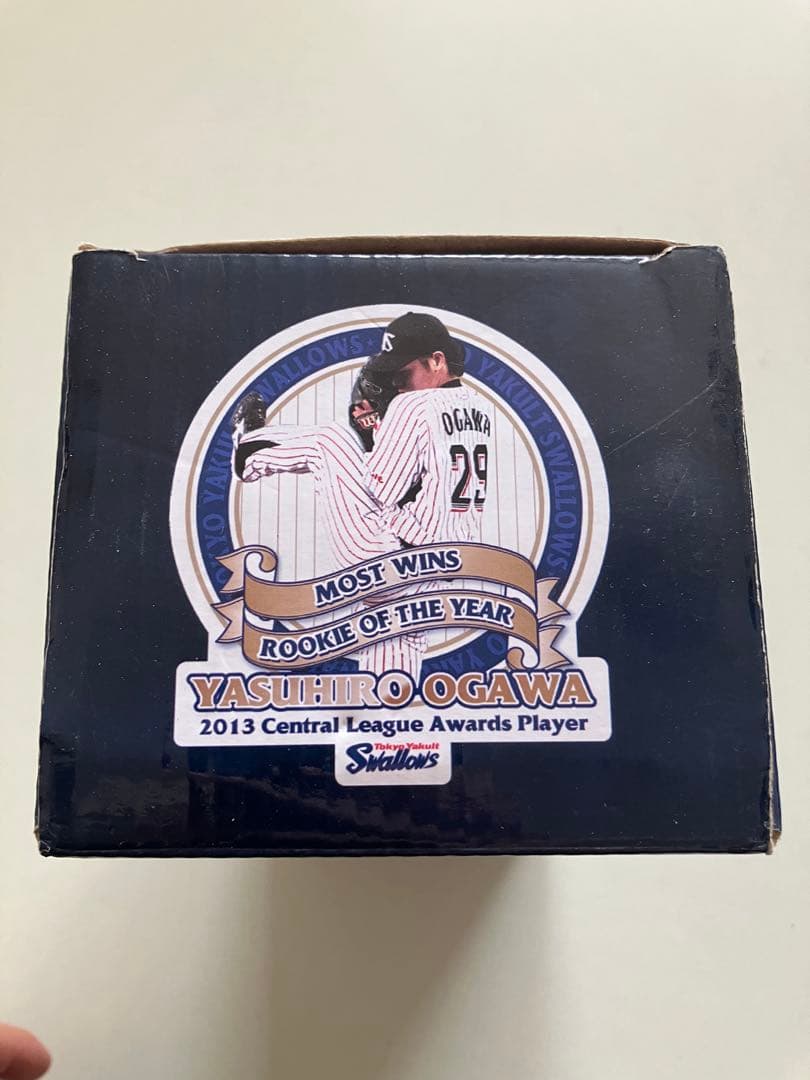 TOKYO YAKULT SWALLOWS
OGAWA
29
MOST WINS
ROOKIE OF THE YEAR
YASUHIRO OGAWA
2013 Central League Awards Player
Tokyo Yakult
Swallows